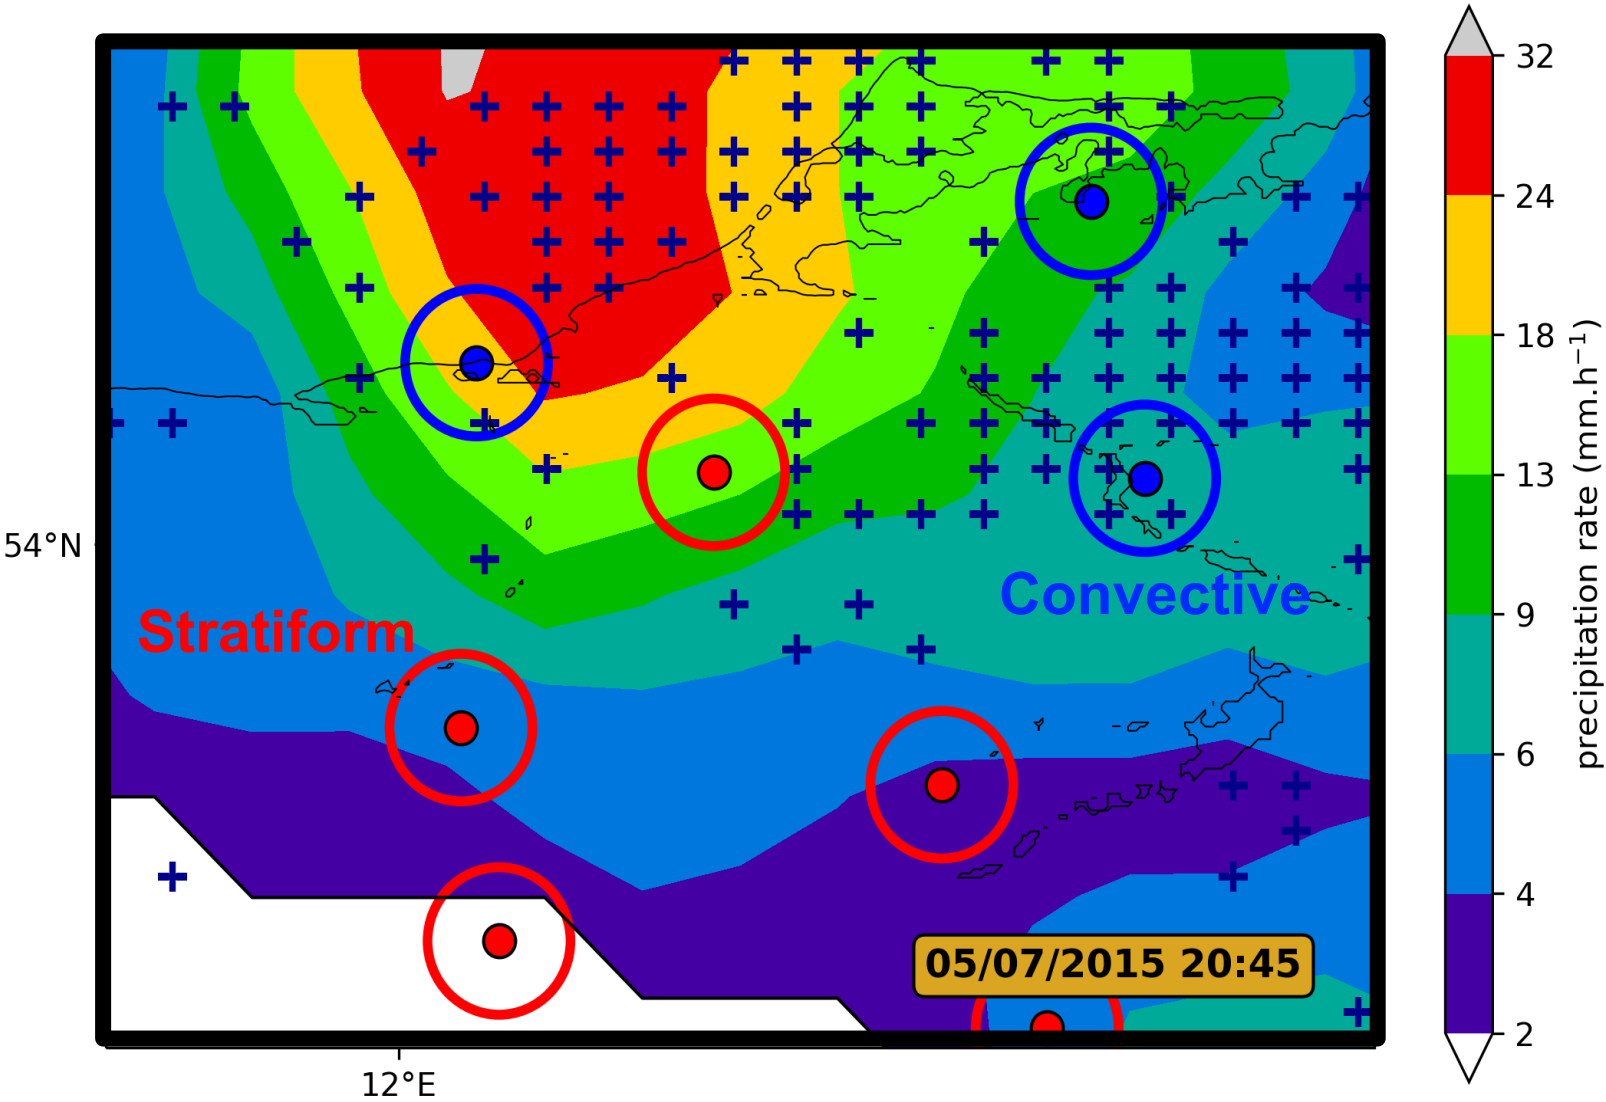 32
24
18
13
9
6
4
2
precipitation rate (mm.h⁻¹)
54°N
Convective
Stratiform
05/07/2015 20:45
12°E